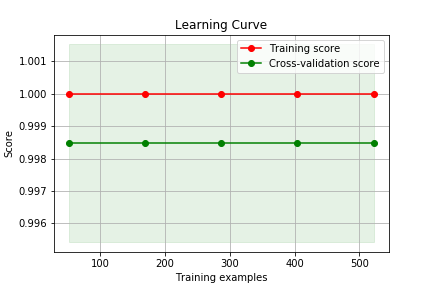 Learning Curve
Training score
Cross-validation score
1.001
1.000
0.999
0.998
0.997
0.996
Score
100 200 300 400 500
Training examples